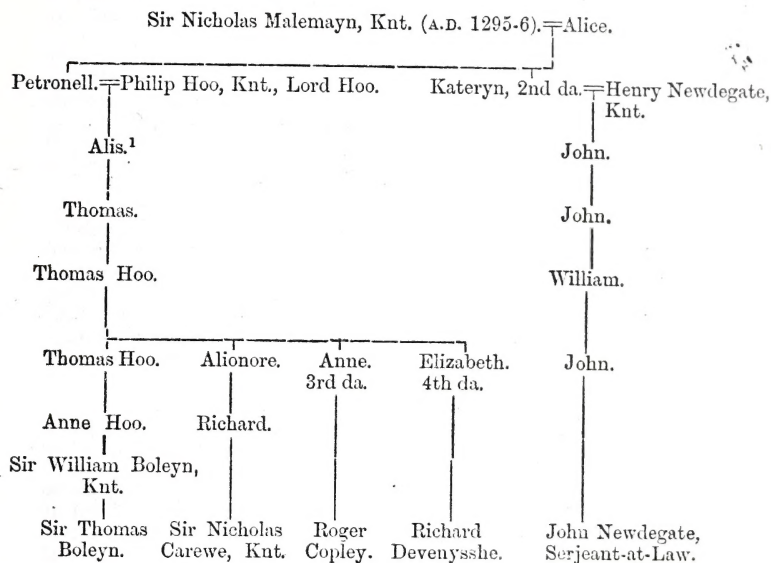 Sir Nicholas Malemayn, Knt. (A.D. 1295-6). Alice.
Petronell. Philip Hoo, Knt., Lord Hoo. Kateryn, 2nd da. Henry Newdegate,
Knt.
Alis.¹ John.
Thomas. John.
Thomas Hoo. William.
Thomas Hoo. Alionore. Anne. Elizabeth. John.
3rd da. 4th da.
Anne Hoo. Richard.
Sir William Boleyn,
Knt.
Sir Thomas Sir Nicholas Roger Richard John Newdegate,
Boleyn. Carewe, Knt. Copley. Devenysshe. Serjeant-at-Law.